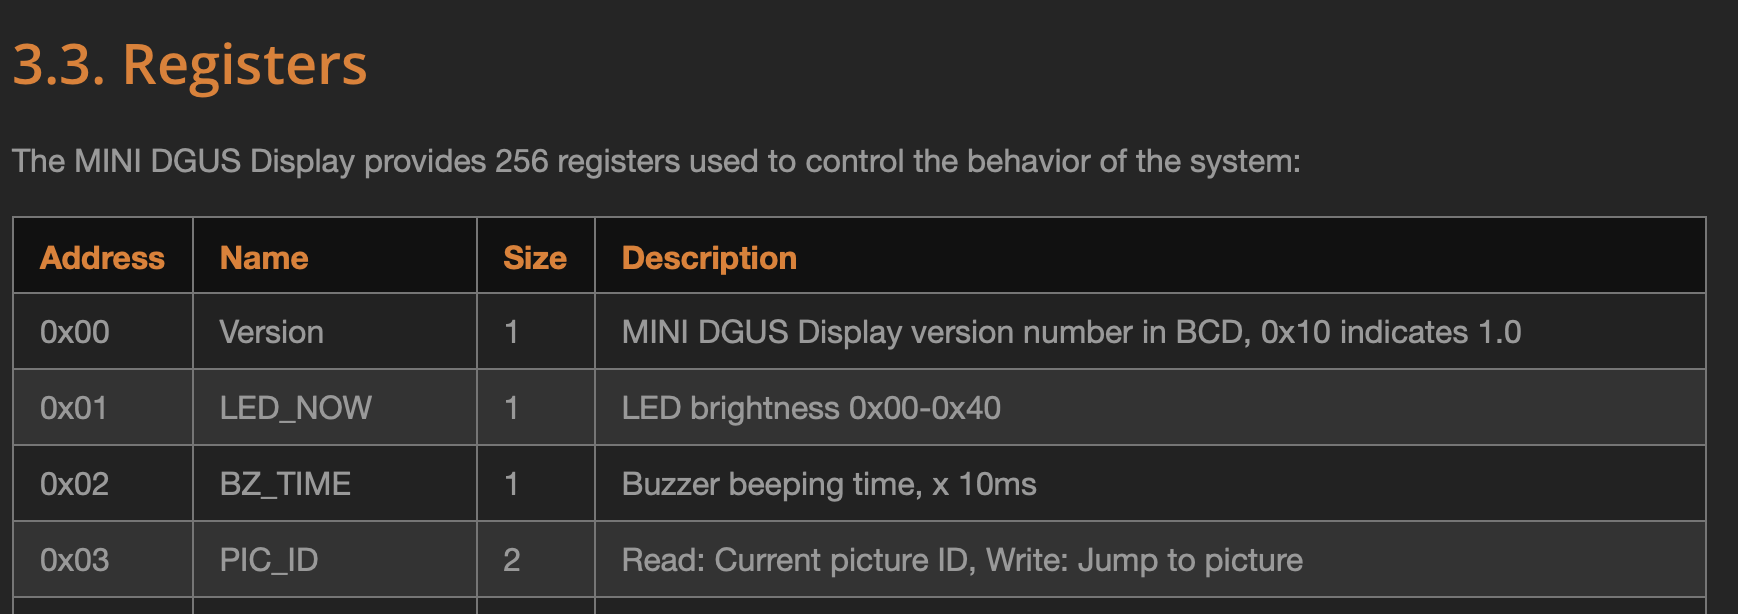 3.3. Registers
The MINI DGUS Display provides 256 registers used to control the behavior of the system:
Address Name Size Description
0x00 Version 1 MINI DGUS Display version number in BCD, 0x10 indicates 1.0
0x01 LED_NOW 1 LED brightness 0x00-0x40
0x02 BZ_TIME 1 Buzzer beeping time, x 10ms
0x03 PIC_ID 2 Read: Current picture ID, Write: Jump to picture